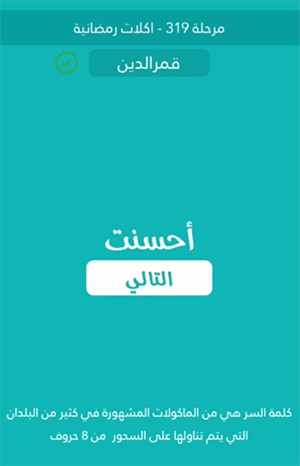 مرحلة 319 - اكلات رمضانية
قمرالدين
أحسنت
التالي
كلمة السر هي من الماكولات المشهورة في كثير من البلدان
التي يتم تناولها على السحور من 8 حروف